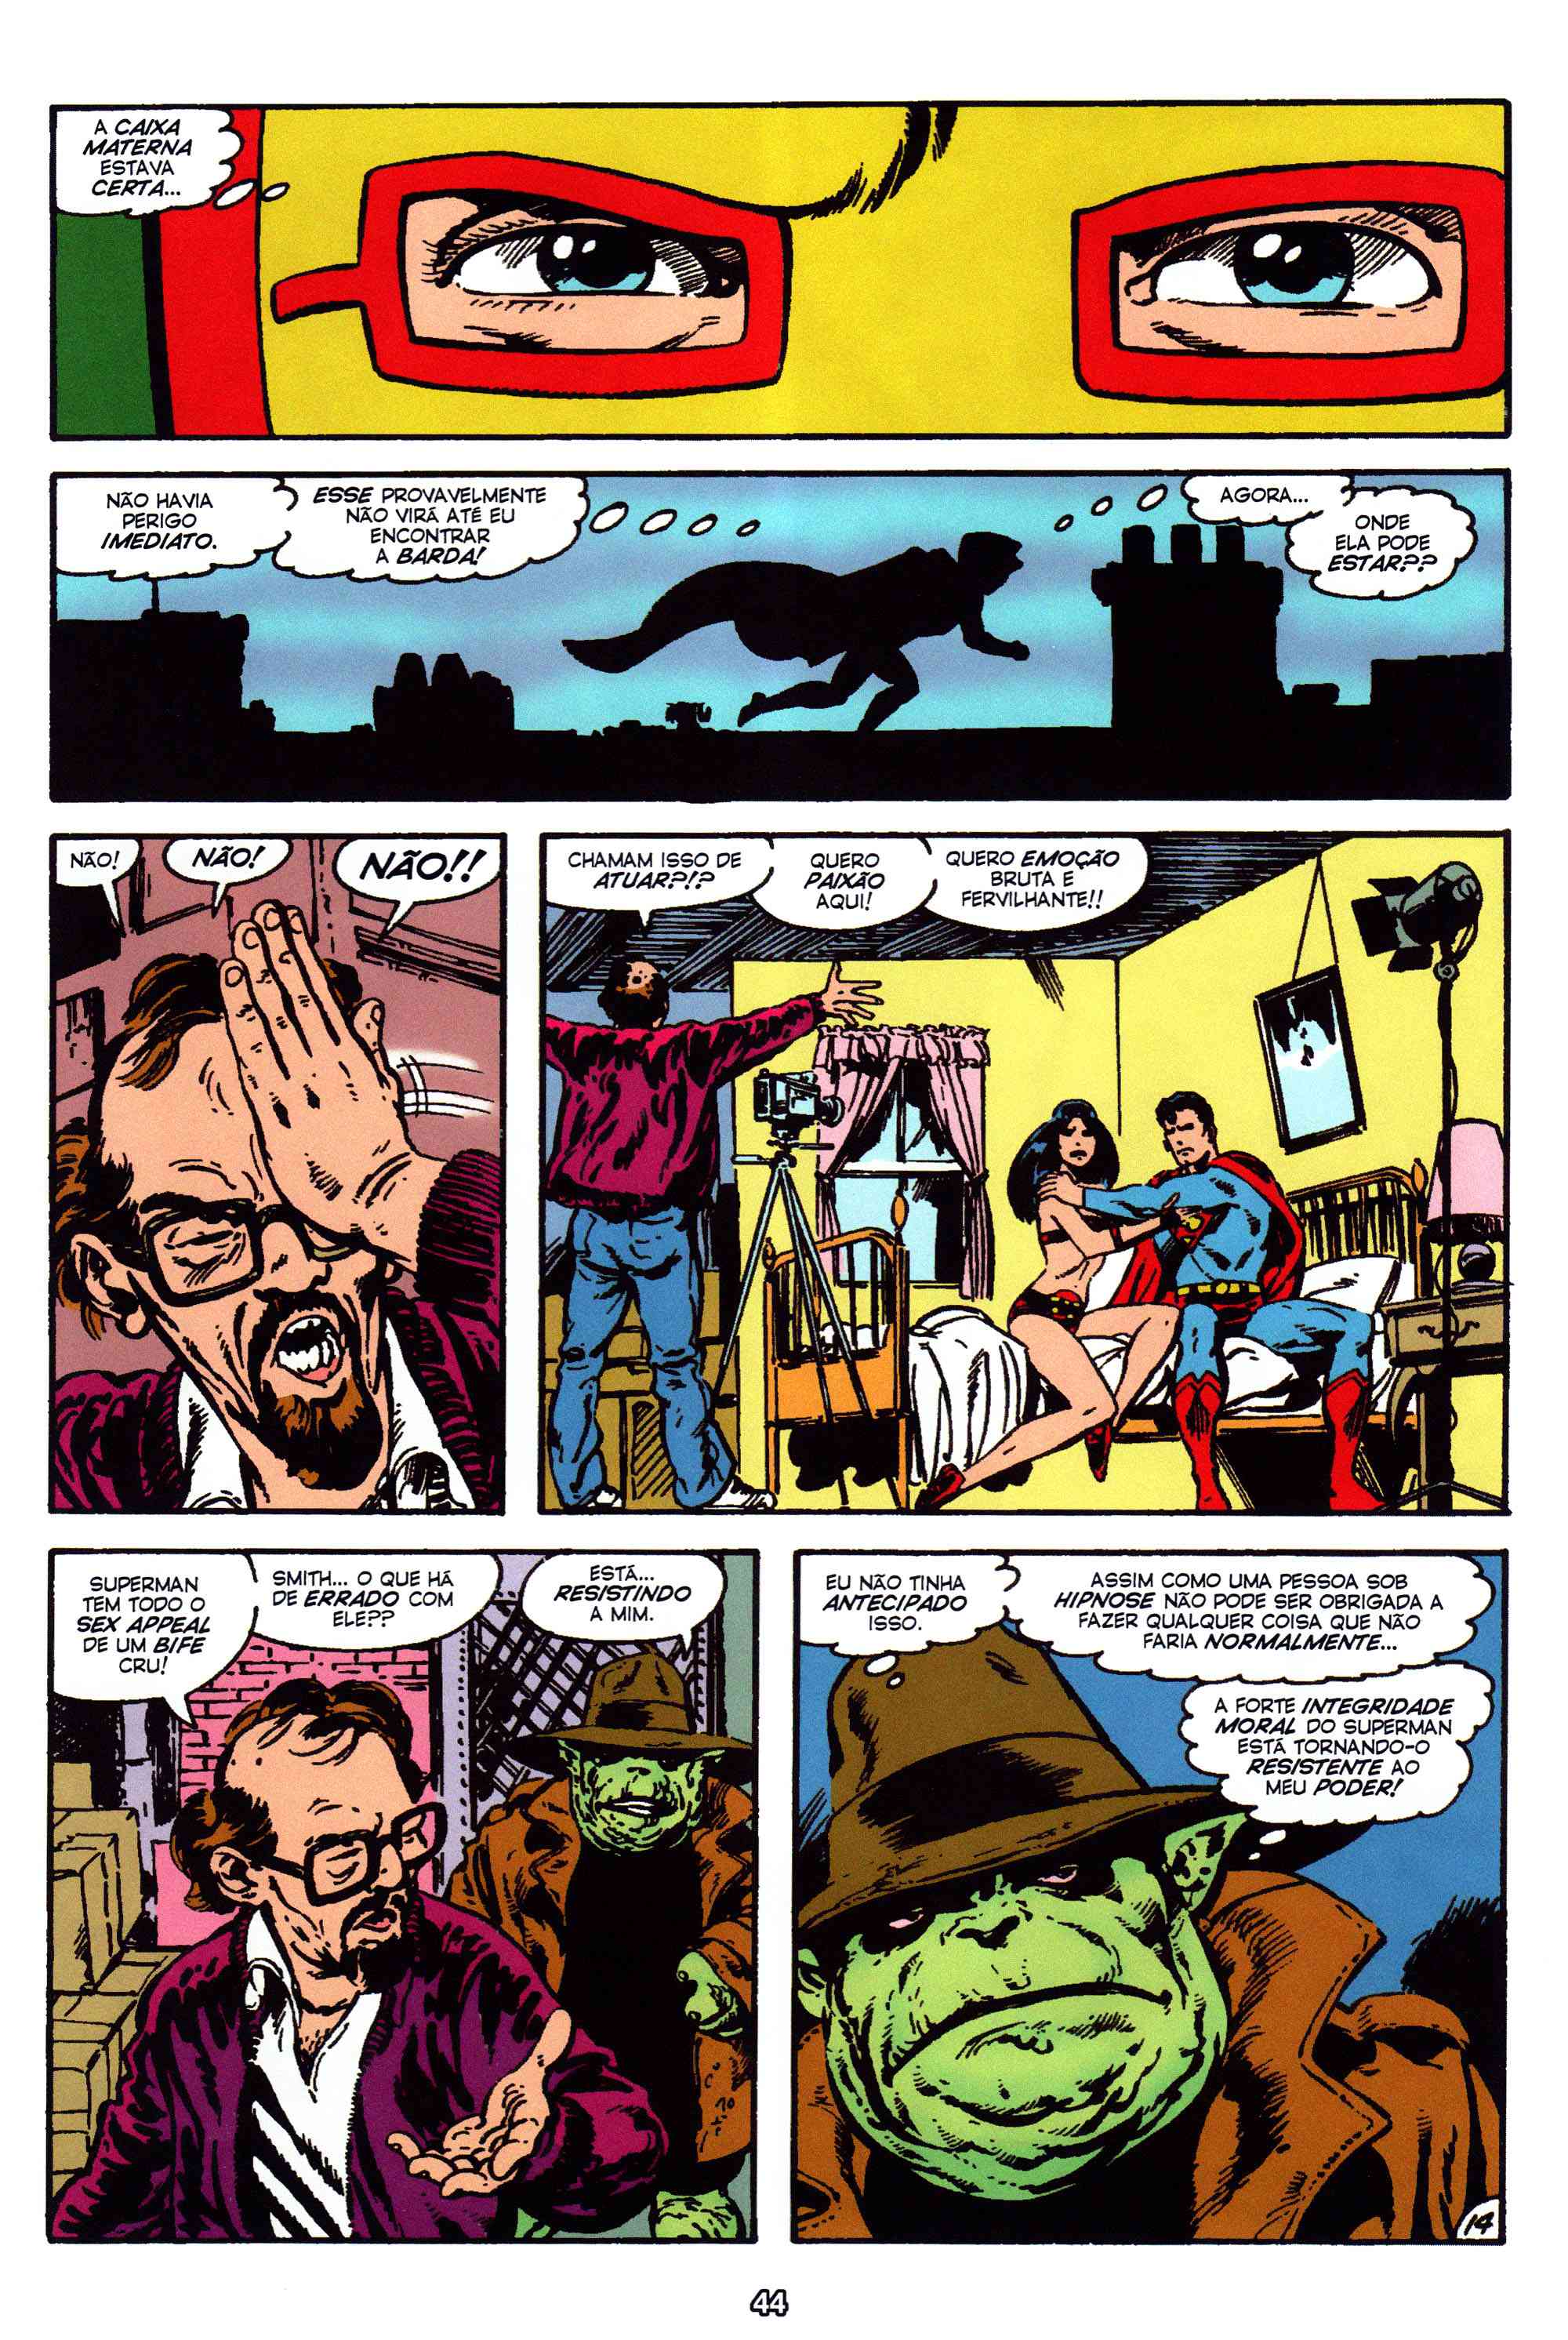 A CAIXA
MATERNA
ESTAVA
CERTA...
NÃO HAVIA
PERIGO
IMEDIATO.
ESSE PROVAVELMENTE
NÃO VIRÁ ATÉ EU
ENCONTRAR
A BARDA!
AGORA...
ONDE
ELA PODE
ESTAR??
NÃO!
NÃO!
NÃO!!
CHAMAM ISSO DE
ATUAR?!?
QUERO
PAIXÃO
AQUI!
QUERO EMOÇÃO
BRUTA E
FERVILHANTE!!
SUPERMAN
TEM TODO O
SEX APPEAL
DE UM BIFE
CRU!
SMITH... O QUE HÁ
DE ERRADO COM
ELE??
ESTÁ...
RESISTINDO
A MIM.
EU NÃO TINHA
ANTECIPADO
ISSO.
ASSIM COMO UMA PESSOA SOB
HIPNOSE NÃO PODE SER OBRIGADA A
FAZER QUALQUER COISA QUE NÃO
FARIA NORMALMENTE...
A FORTE INTEGRIDADE
MORAL DO SUPERMAN
ESTÁ TORNANDO-O
RESISTENTE AO
MEU PODER!
14
44